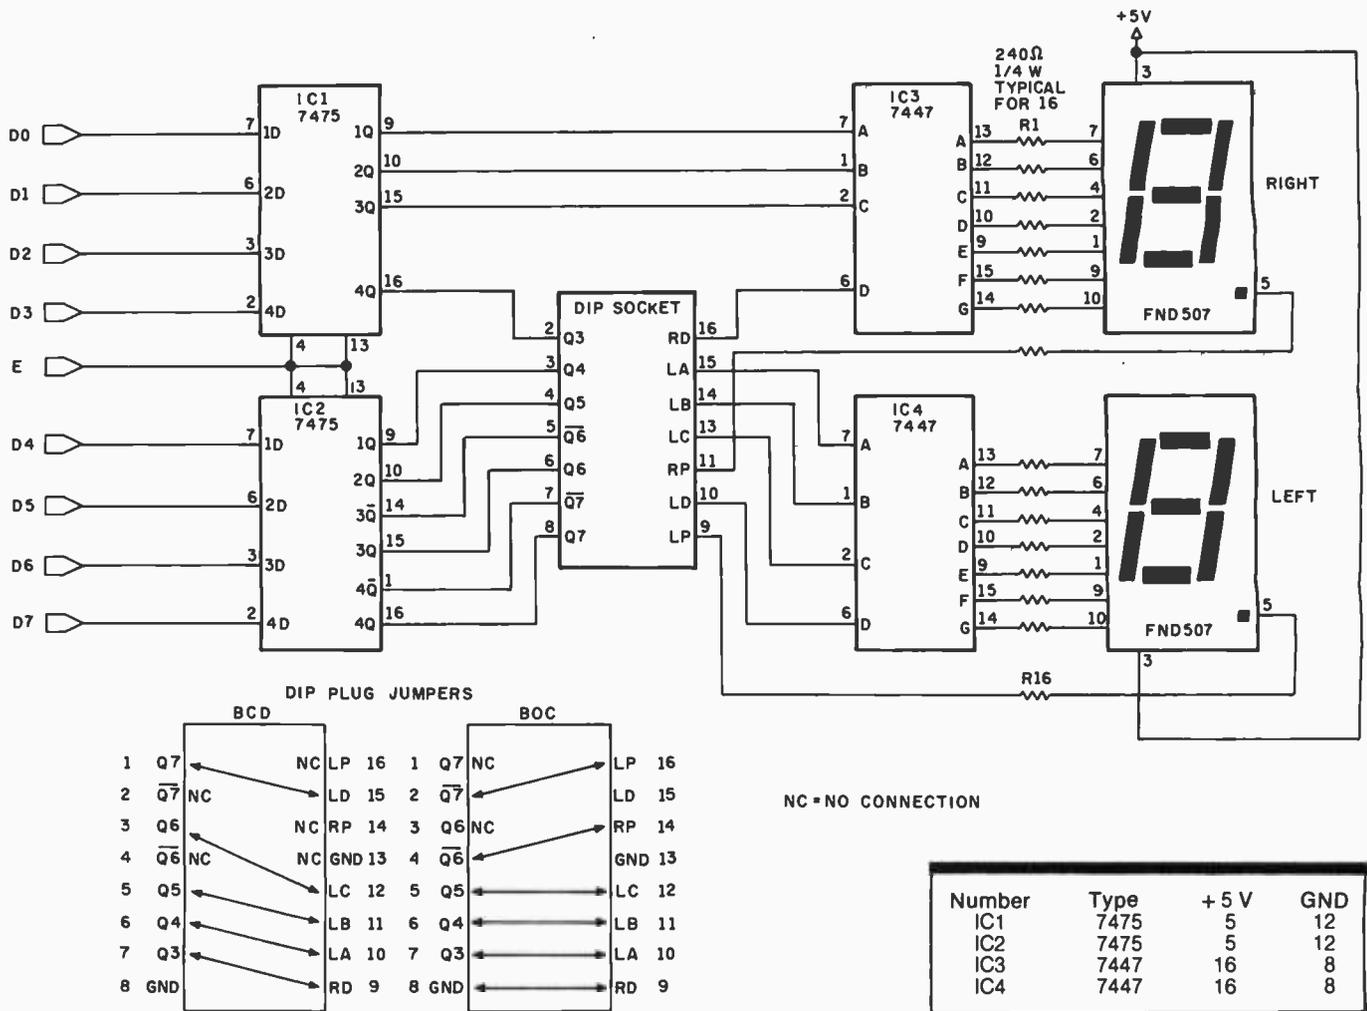 +5V
240Ω
1/4 W
TYPICAL
FOR 16
R1
3
IC1
7475
D0 7 1D 1Q 9
D1 6 2D 2Q 10
3Q 15
D2 3 3D
4Q 16
D3 2 4D
4 13
E
4 13
IC2
7475
D4 7 1D 1Q 9
2Q 10
D5 6 2D
3Q̅ 14
3Q 15
D6 3 3D
4Q̅ 1
D7 2 4D 4Q 16
DIP SOCKET
2 Q3 RD 16
3 Q4 LA 15
4 Q5 LB 14
5 Q̅6̅ LC 13
6 Q6 RP 11
7 Q̅7̅ LD 10
8 Q7 LP 9
IC3
7447
7 A
1 B
2 C
6 D
A 13 7
B 12 6
C 11 4
D 10 2
E 9 1
F 15 9
G 14 10
RIGHT
5
FND507
IC4
7447
7 A
1 B
2 C
6 D
A 13 7
B 12 6
C 11 4
D 10 2
E 9 1
F 15 9
G 14 10
LEFT
5
FND507
3
R16
DIP PLUG JUMPERS
BCD
1 Q7 NC LP 16
2 Q̅7̅ NC LD 15
3 Q6 NC RP 14
4 Q̅6̅ NC NC GND 13
5 Q5 LC 12
6 Q4 LB 11
7 Q3 LA 10
8 GND RD 9
BOC
1 Q7 NC LP 16
2 Q̅7̅ LD 15
3 Q6 NC RP 14
4 Q̅6̅ GND 13
5 Q5 LC 12
6 Q4 LB 11
7 Q3 LA 10
8 GND RD 9
NC = NO CONNECTION
Number Type +5 V GND
IC1 7475 5 12
IC2 7475 5 12
IC3 7447 16 8
IC4 7447 16 8